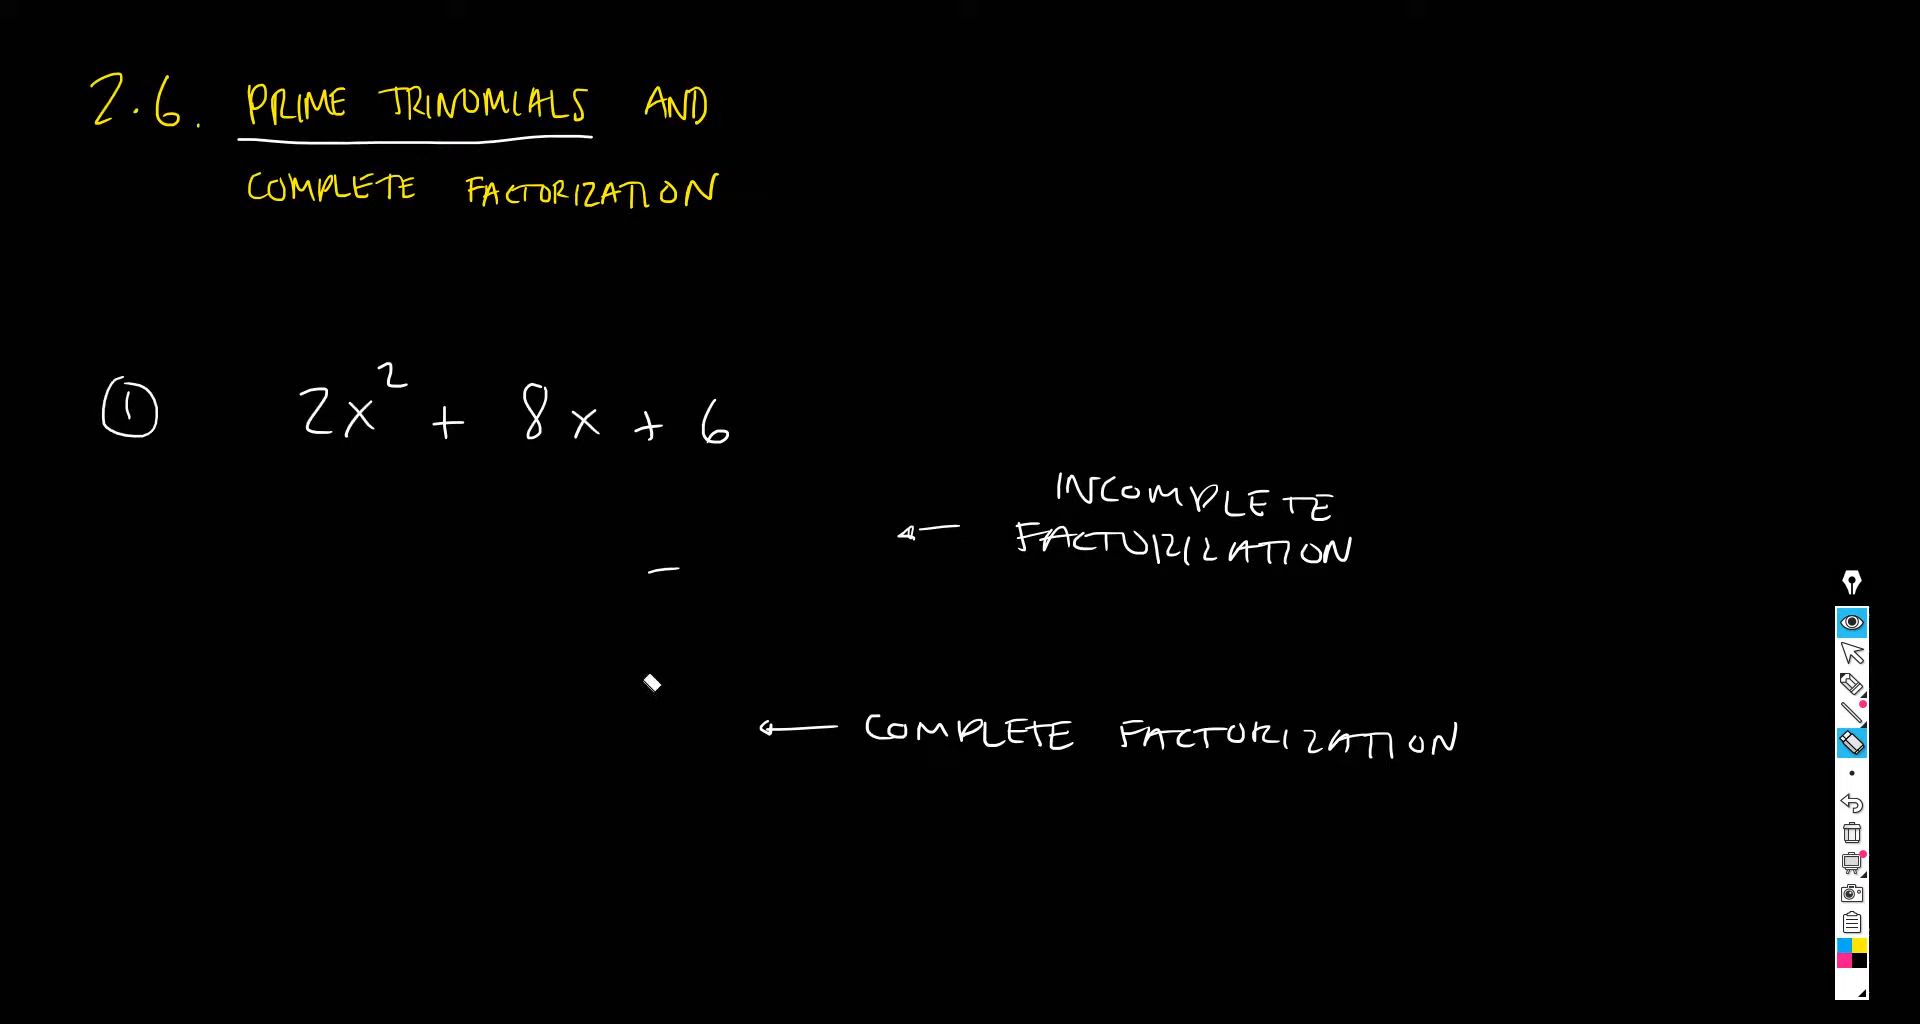 2.6. PRIME TRINOMIALS AND
COMPLETE FACTORIZATION
① 2x² + 8x + 6
INCOMPLETE
← FACTORIZATION
← COMPLETE FACTORIZATION